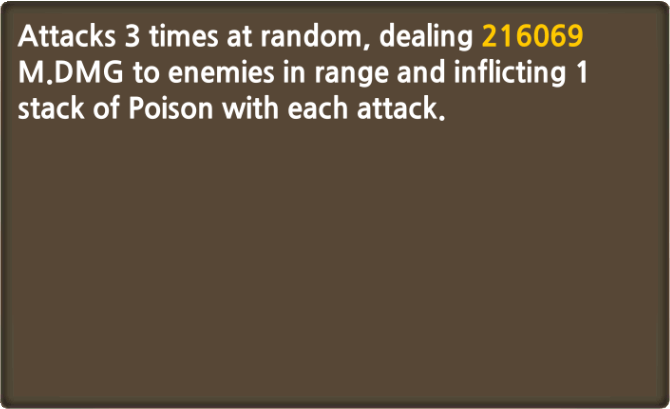 Attacks 3 times at random, dealing 216069
M.DMG to enemies in range and inflicting 1
stack of Poison with each attack.